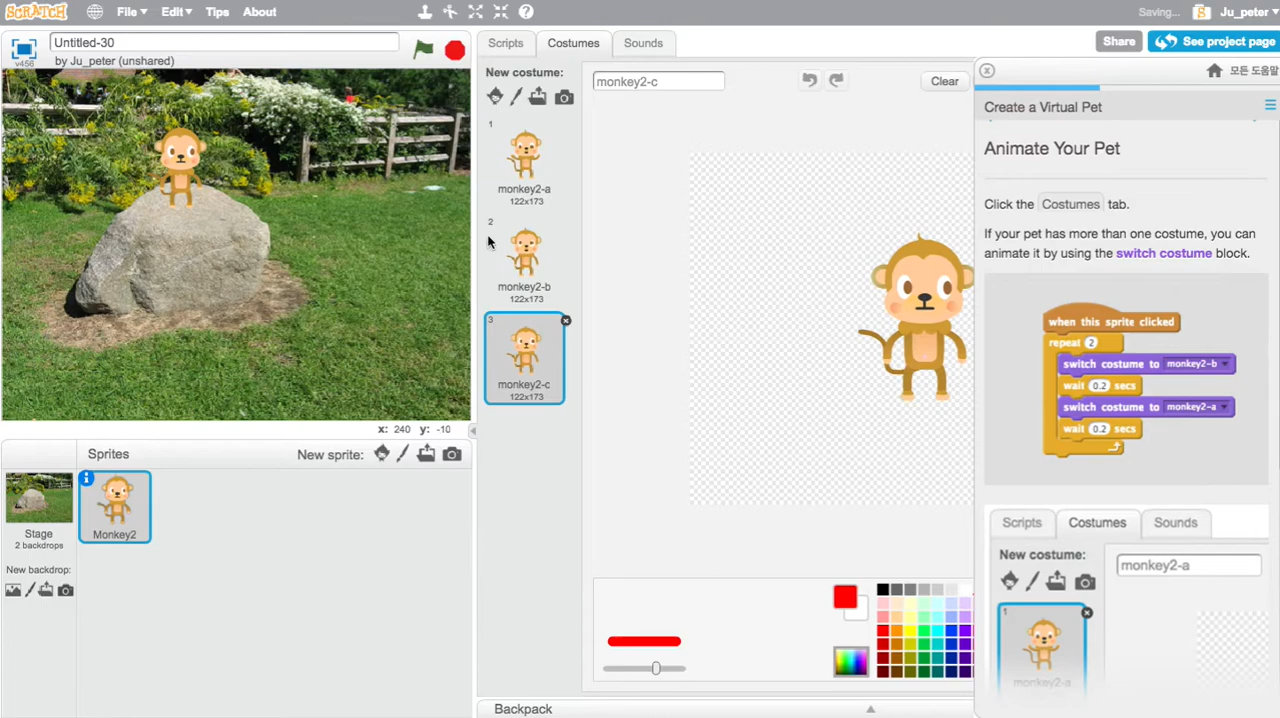 SCRATCH
File
Edit
Tips
About
Saving...
Ju_peter
v456
Untitled-30
by Ju_peter (unshared)
Scripts
Costumes
Sounds
Share
See project page
New costume:
monkey2-c
Clear
1
monkey2-a
122x173
2
monkey2-b
122x173
3
monkey2-c
122x173
x: 240 y: -10
Sprites
New sprite:
Stage
2 backdrops
New backdrop:
Monkey2
Backpack
모든 도움말
Create a Virtual Pet
Animate Your Pet
Click the Costumes tab.
If your pet has more than one costume, you can
animate it by using the switch costume block.
when this sprite clicked
repeat 2
switch costume to monkey2-b
wait 0.2 secs
switch costume to monkey2-a
wait 0.2 secs
Scripts
Costumes
Sounds
New costume:
monkey2-a
1
monkey2-a